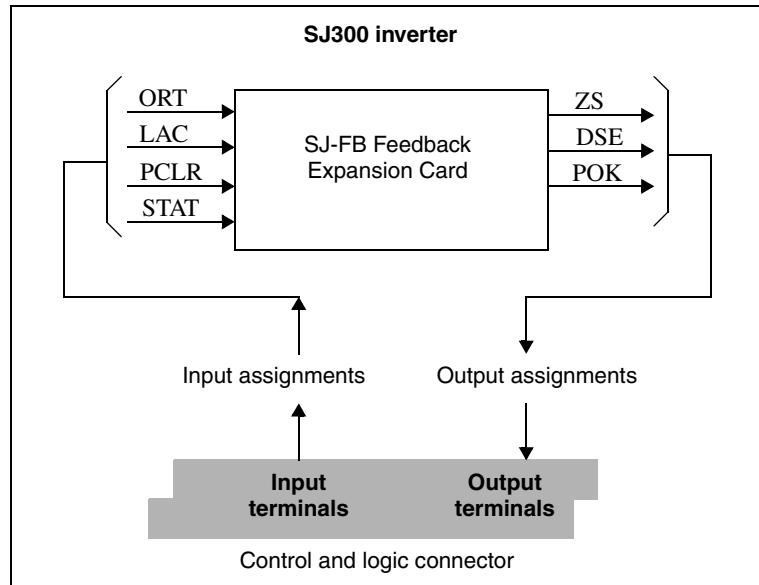 SJ300 inverter
ORT
LAC
PCLR
STAT
SJ-FB Feedback
Expansion Card
ZS
DSE
POK
Input assignments
Output assignments
Input
terminals
Output
terminals
Control and logic connector